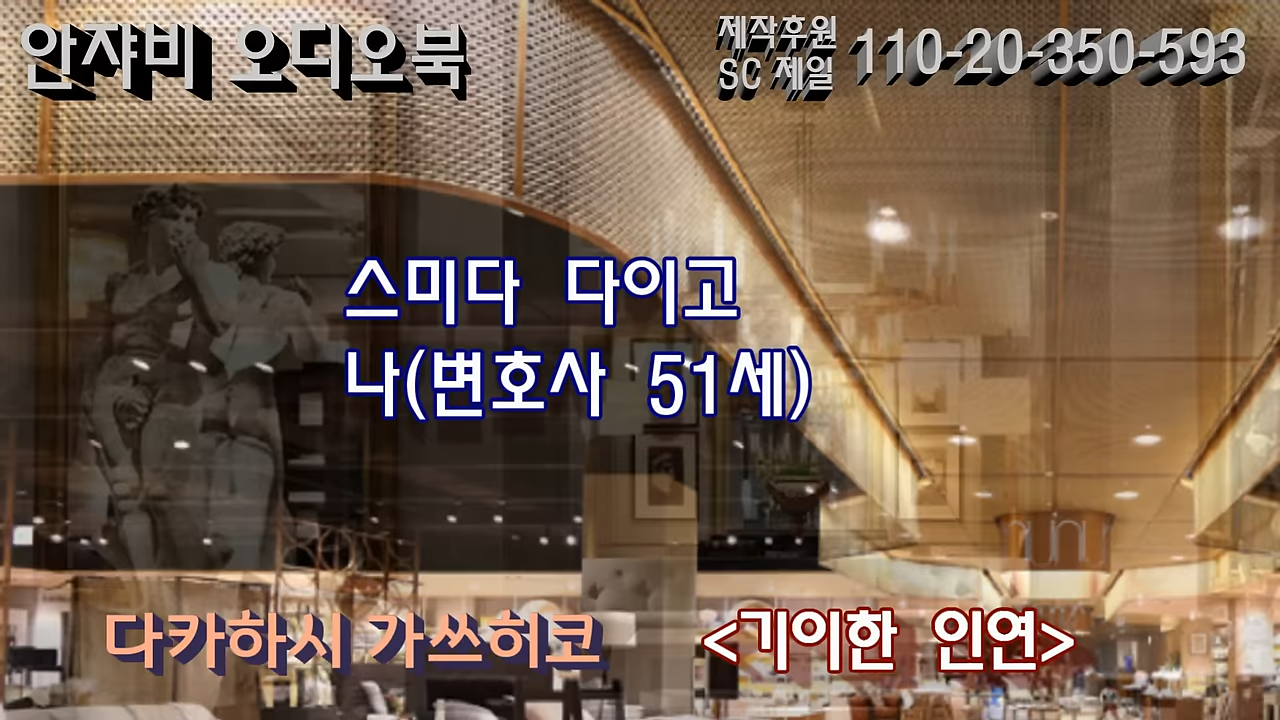 안쟈비 오디오북
제작후원
SC 제일 110-20-350-593
스미다 다이고
나(변호사 51세)
다카하시 가쓰히코 <기이한 인연>